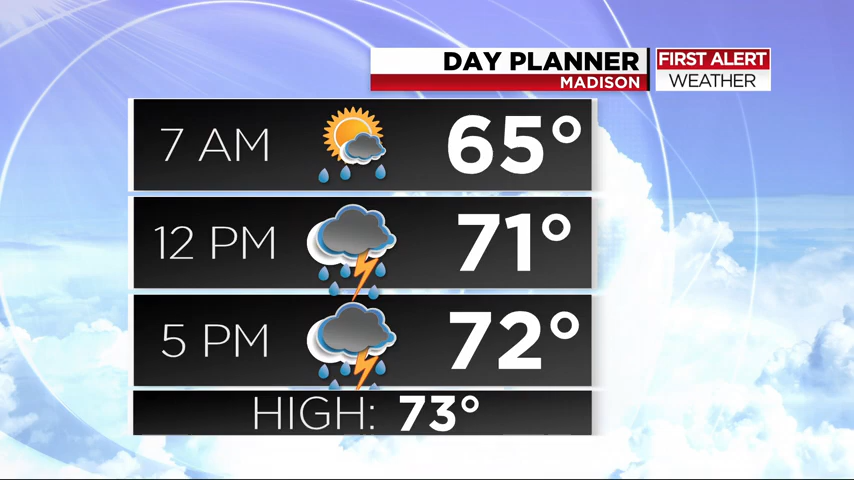 DAY PLANNER
MADISON
FIRST ALERT
WEATHER
7 AM 65°
12 PM 71°
5 PM 72°
HIGH: 73°